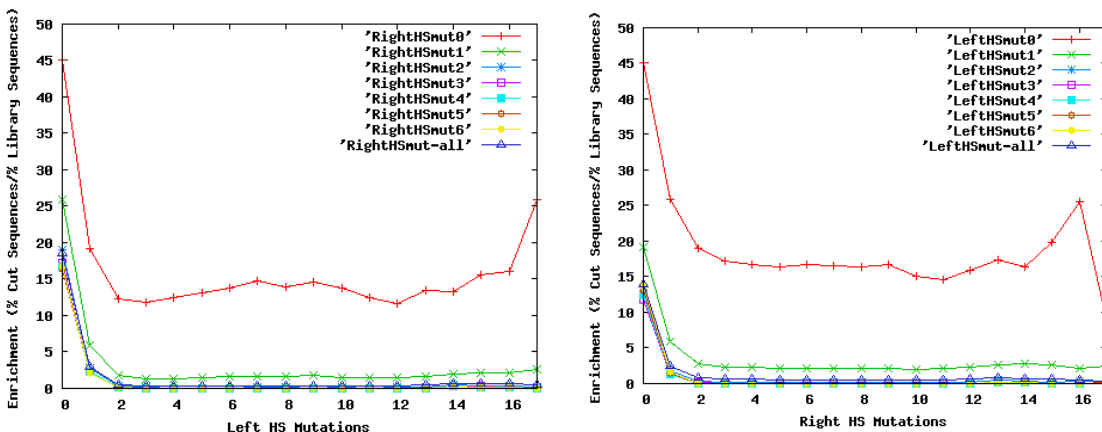 Enrichment (% Cut Sequences/% Library Sequences)
50
45
40
35
30
25
20
15
10
5
0
'RightHSmut0'
'RightHSmut1'
'RightHSmut2'
'RightHSmut3'
'RightHSmut4'
'RightHSmut5'
'RightHSmut6'
'RightHSmut-all'
0 2 4 6 8 10 12 14 16
Left HS Mutations
Enrichment (% Cut Sequences/% Library Sequences)
50
45
40
35
30
25
20
15
10
5
0
'LeftHSmut0'
'LeftHSmut1'
'LeftHSmut2'
'LeftHSmut3'
'LeftHSmut4'
'LeftHSmut5'
'LeftHSmut6'
'LeftHSmut-all'
0 2 4 6 8 10 12 14 16
Right HS Mutations